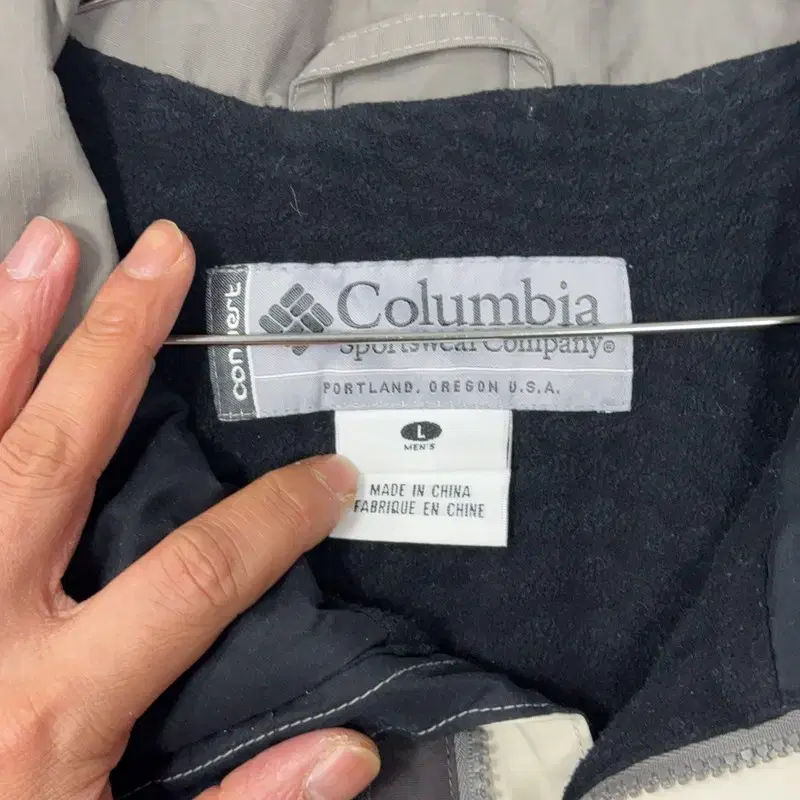 convert
Columbia
Sportswear Company®
PORTLAND, OREGON U.S.A.
L
MEN'S
MADE IN CHINA
FABRIQUE EN CHINE